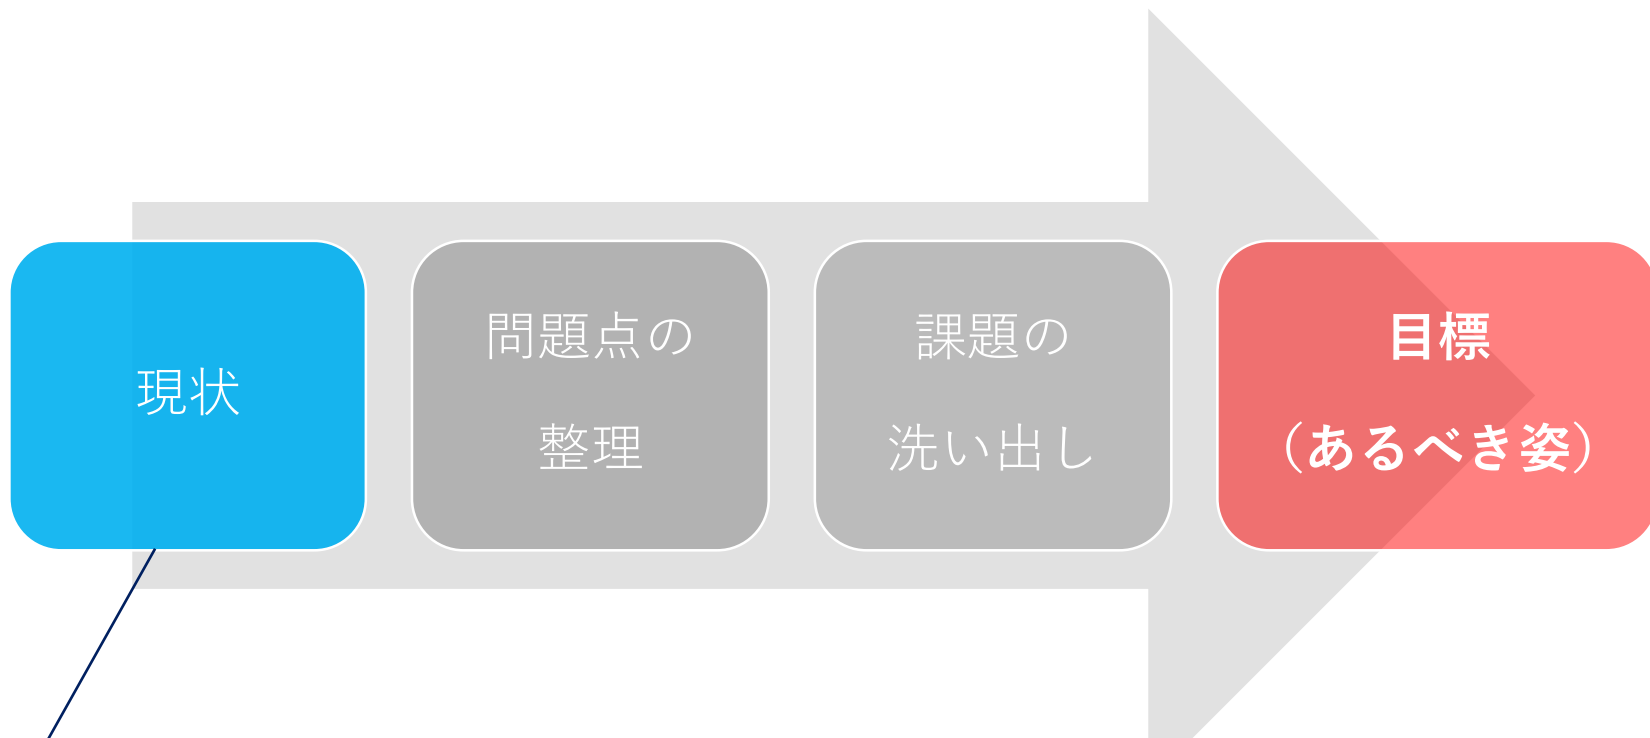 現状
問題点の
整理
課題の
洗い出し
目標
（あるべき姿）